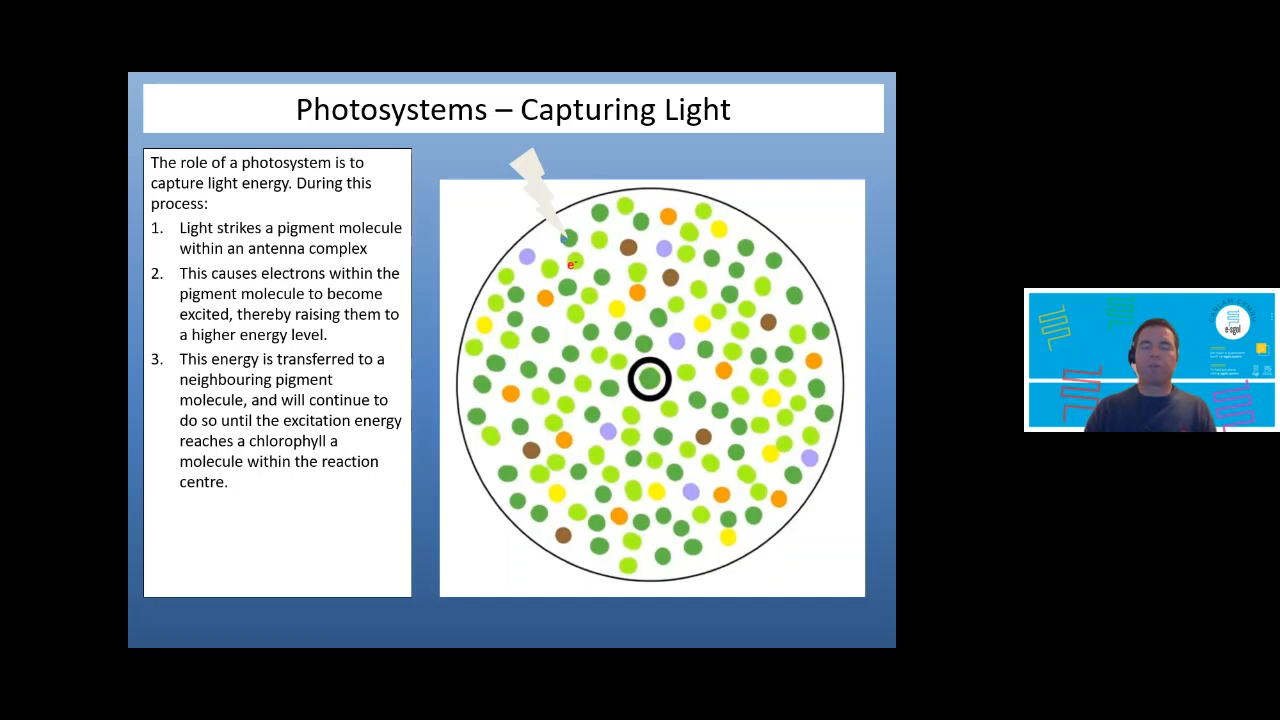 Photosystems – Capturing Light
The role of a photosystem is to
capture light energy. During this
process:
1. Light strikes a pigment molecule
within an antenna complex
2. This causes electrons within the
pigment molecule to become
excited, thereby raising them to
a higher energy level.
3. This energy is transferred to a
neighbouring pigment
molecule, and will continue to
do so until the excitation energy
reaches a chlorophyll a
molecule within the reaction
centre.
e-
e-sgol